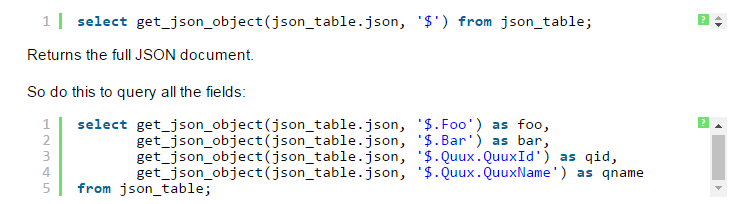 1 select get_json_object(json_table.json, '$') from json_table; ?
Returns the full JSON document.
So do this to query all the fields:
1 select get_json_object(json_table.json, '$.Foo') as foo, ?
2 get_json_object(json_table.json, '$.Bar') as bar,
3 get_json_object(json_table.json, '$.Quux.QuuxId') as qid,
4 get_json_object(json_table.json, '$.Quux.QuuxName') as qname
5 from json_table;